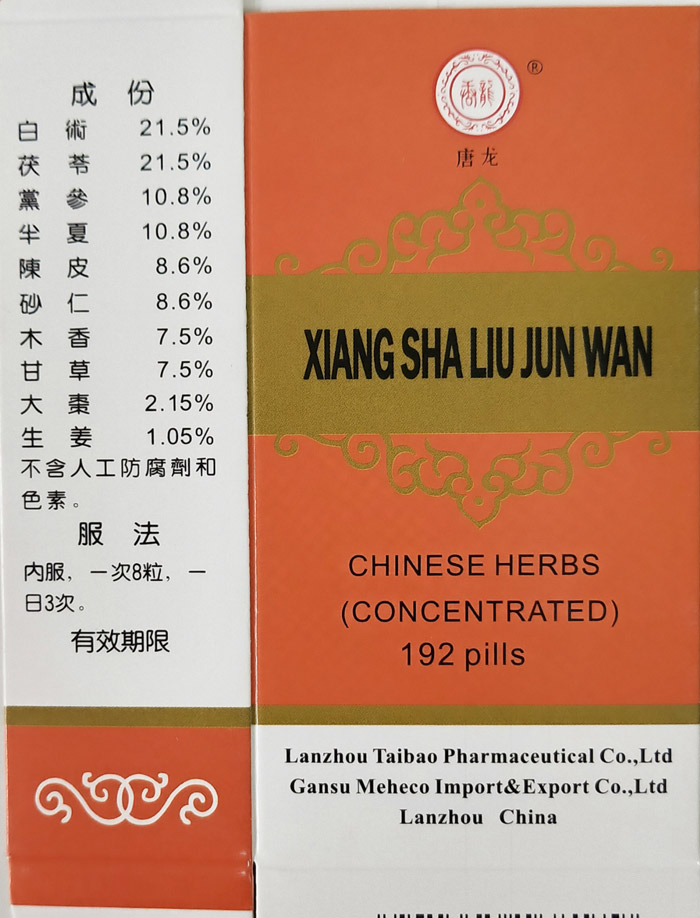 成份
白術 21.5%
茯苓 21.5%
黨參 10.8%
半夏 10.8%
陳皮 8.6%
砂仁 8.6%
木香 7.5%
甘草 7.5%
大棗 2.15%
生姜 1.05%
不含人工防腐劑和
色素。
服法
内服，一次8粒，一
日3次。
有效期限
®
唐龙
XIANG SHA LIU JUN WAN
CHINESE HERBS
(CONCENTRATED)
192 pills
Lanzhou Taibao Pharmaceutical Co.,Ltd
Gansu Meheco Import&Export Co.,Ltd
Lanzhou China